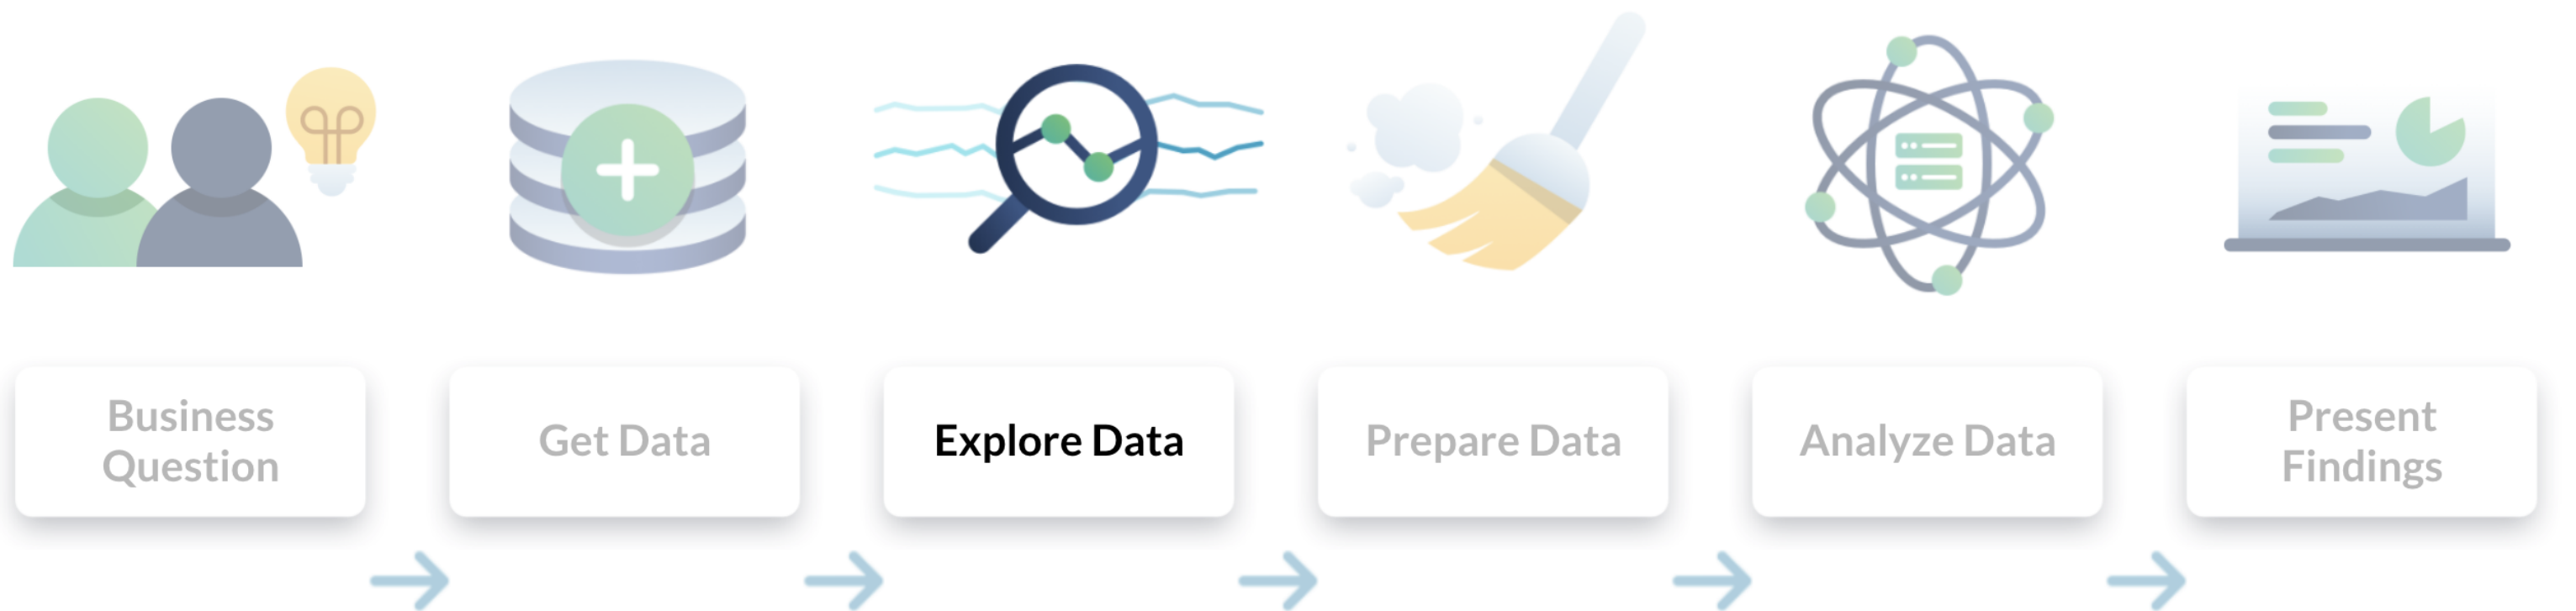 Business
Question
Get Data
Explore Data
Prepare Data
Analyze Data
Present
Findings